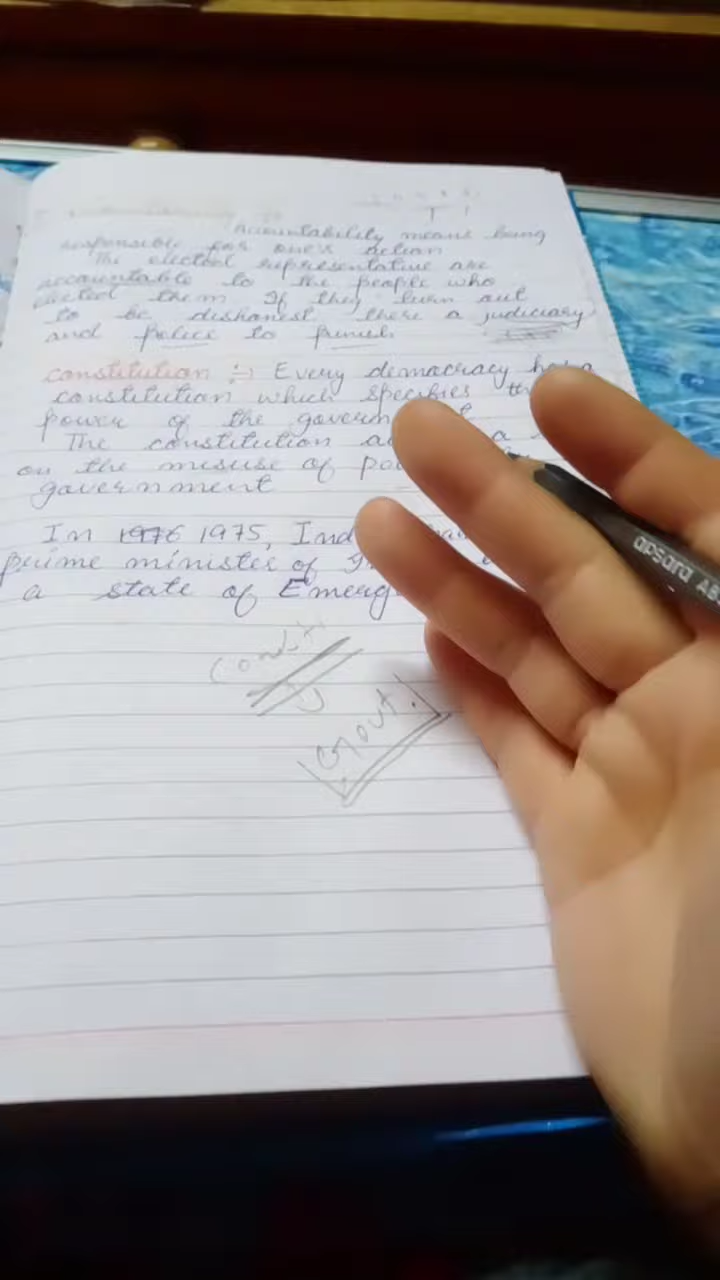 Accountability means being
responsible for one's action
The elected representative are
accountable to the people who
elected them If they turn out
to be dishonest there a judiciary
and police to punish
constitution :- Every democracy has a
constitution which specifies the
power of the
The constitution a
on the misuse of
government
In 1976 1975,
prime minister of
a state of
Govt.
apsara